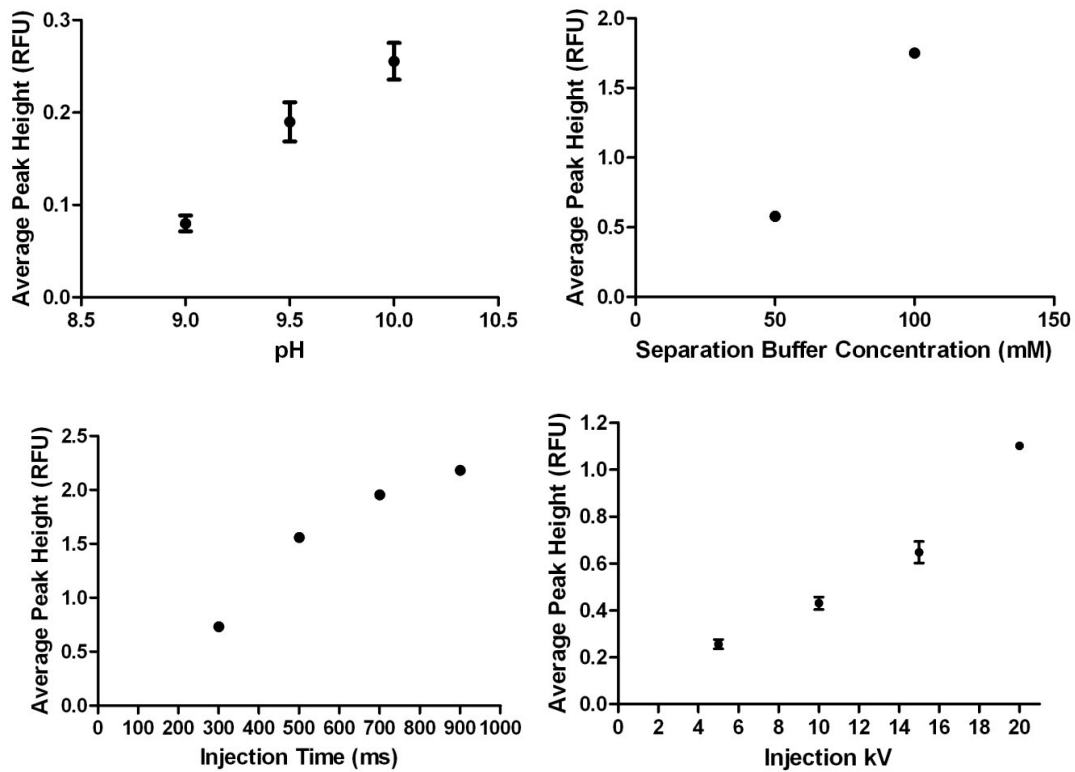 Average Peak Height (RFU)
0.3
0.2
0.1
0.0
8.5 9.0 9.5 10.0 10.5
pH
Average Peak Height (RFU)
2.0
1.5
1.0
0.5
0.0
0 50 100 150
Separation Buffer Concentration (mM)
Average Peak Height (RFU)
2.5
2.0
1.5
1.0
0.5
0.0
0 100 200 300 400 500 600 700 800 900 1000
Injection Time (ms)
Average Peak Height (RFU)
1.2
1.0
0.8
0.6
0.4
0.2
0.0
0 2 4 6 8 10 12 14 16 18 20
Injection kV